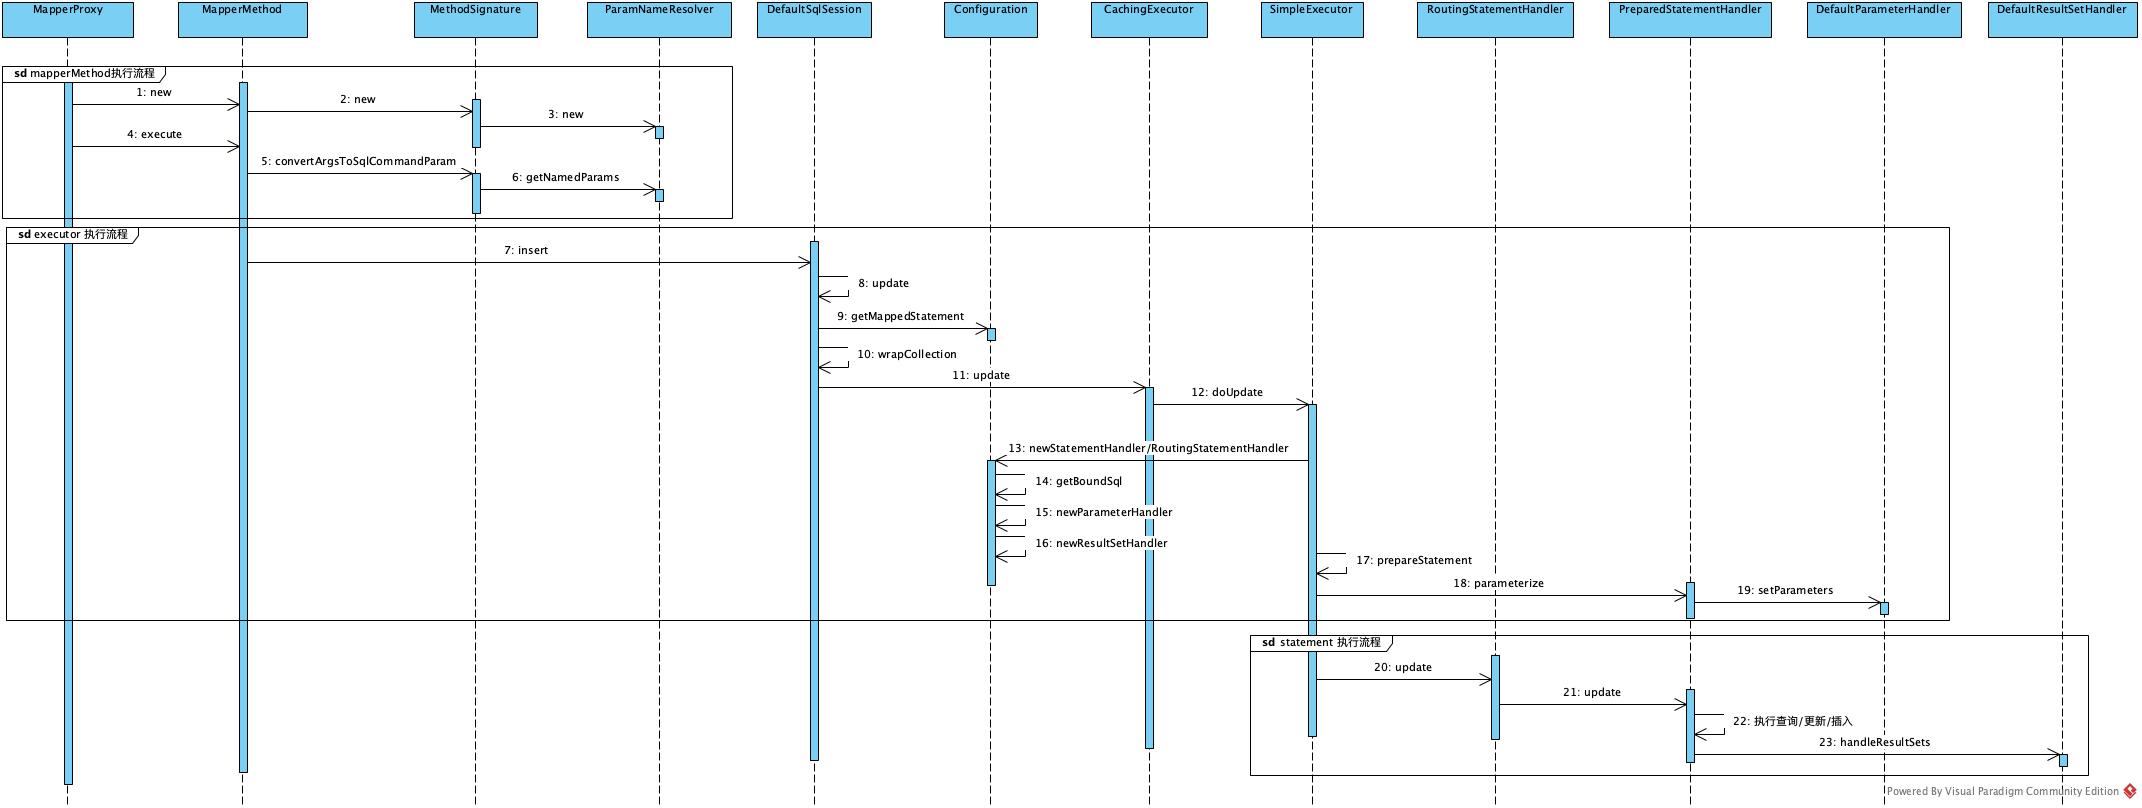 MapperProxy
MapperMethod
MethodSignature
ParamNameResolver
DefaultSqlSession
Configuration
CachingExecutor
SimpleExecutor
RoutingStatementHandler
PreparedStatementHandler
DefaultParameterHandler
DefaultResultSetHandler
sd mapperMethod执行流程
1: new
2: new
3: new
4: execute
5: convertArgsToSqlCommandParam
6: getNamedParams
sd executor 执行流程
7: insert
8: update
9: getMappedStatement
10: wrapCollection
11: update
12: doUpdate
13: newStatementHandler/RoutingStatementHandler
14: getBoundSql
15: newParameterHandler
16: newResultSetHandler
17: prepareStatement
18: parameterize
19: setParameters
sd statement 执行流程
20: update
21: update
22: 执行查询/更新/插入
23: handleResultSets
Powered By Visual Paradigm Community Edition